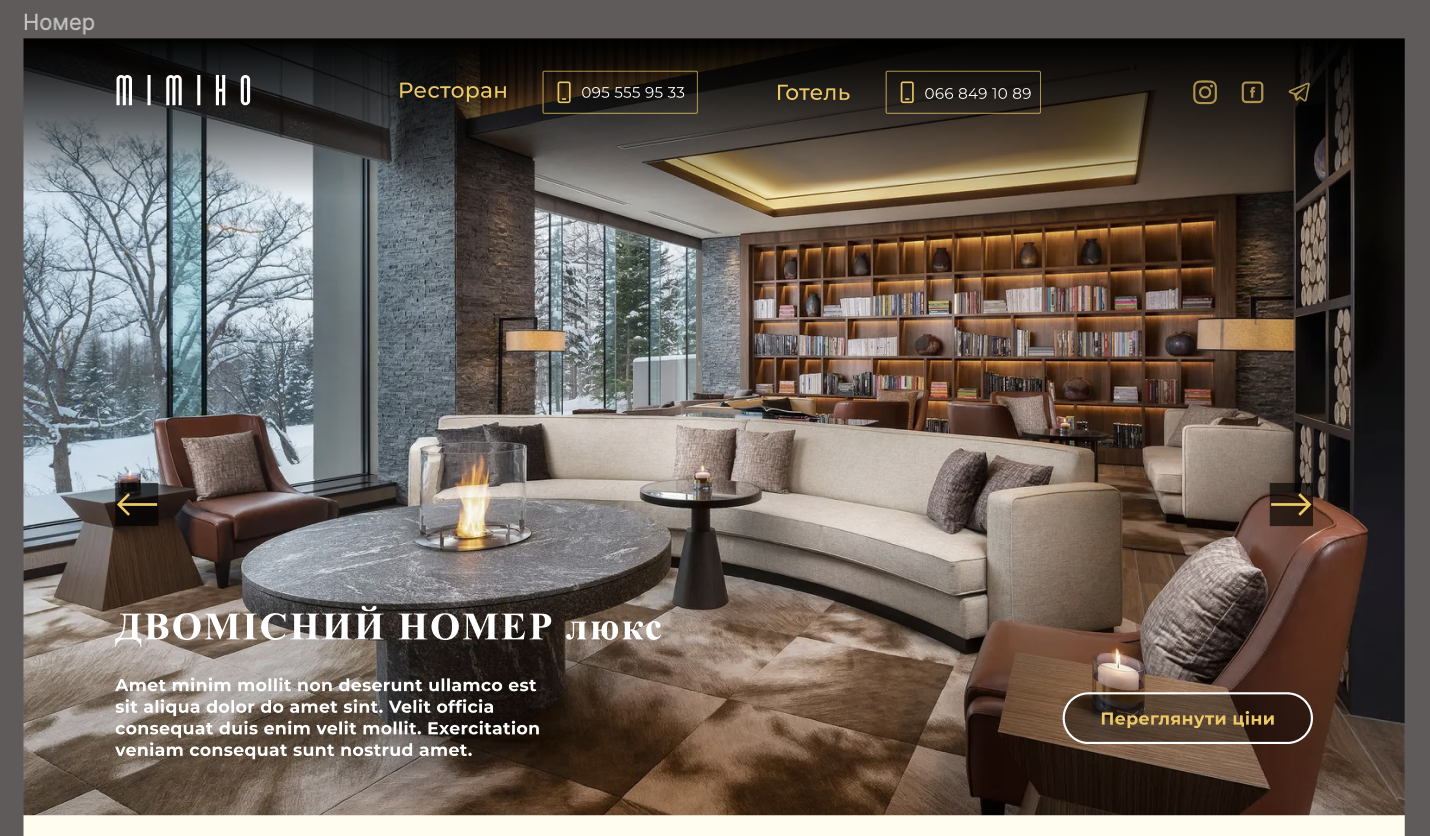 Номер
MIMIHO
Ресторан
095 555 95 33
Готель
066 849 10 89
ДВОМІСНИЙ НОМЕР люкс
Amet minim mollit non deserunt ullamco est
sit aliqua dolor do amet sint. Velit officia
consequat duis enim velit mollit. Exercitation
veniam consequat sunt nostrud amet.
Переглянути ціни